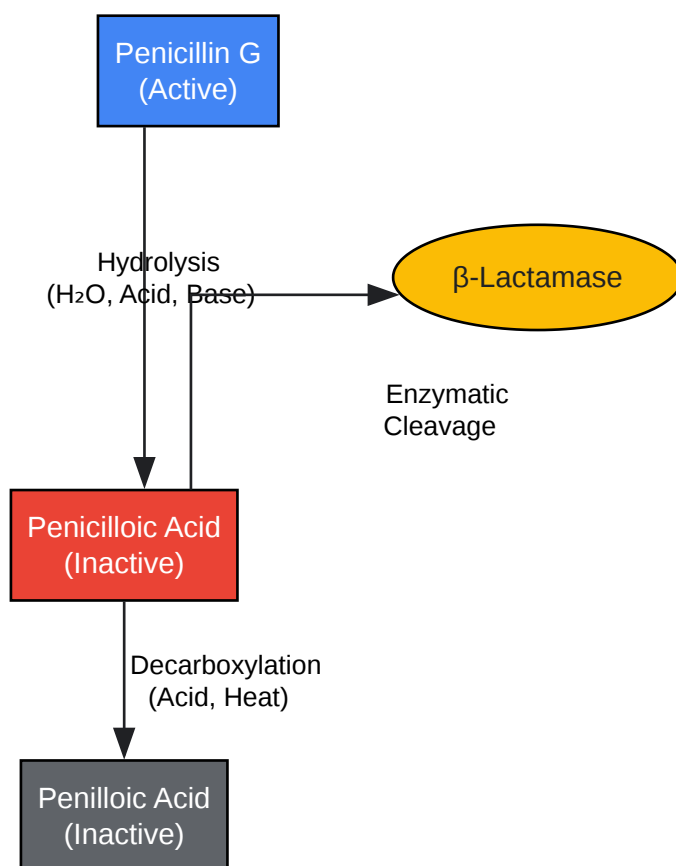 Penicillin G
(Active)
Hydrolysis
(H₂O, Acid, Base)
β-Lactamase
Enzymatic
Cleavage
Penicilloic Acid
(Inactive)
Decarboxylation
(Acid, Heat)
Penilloic Acid
(Inactive)